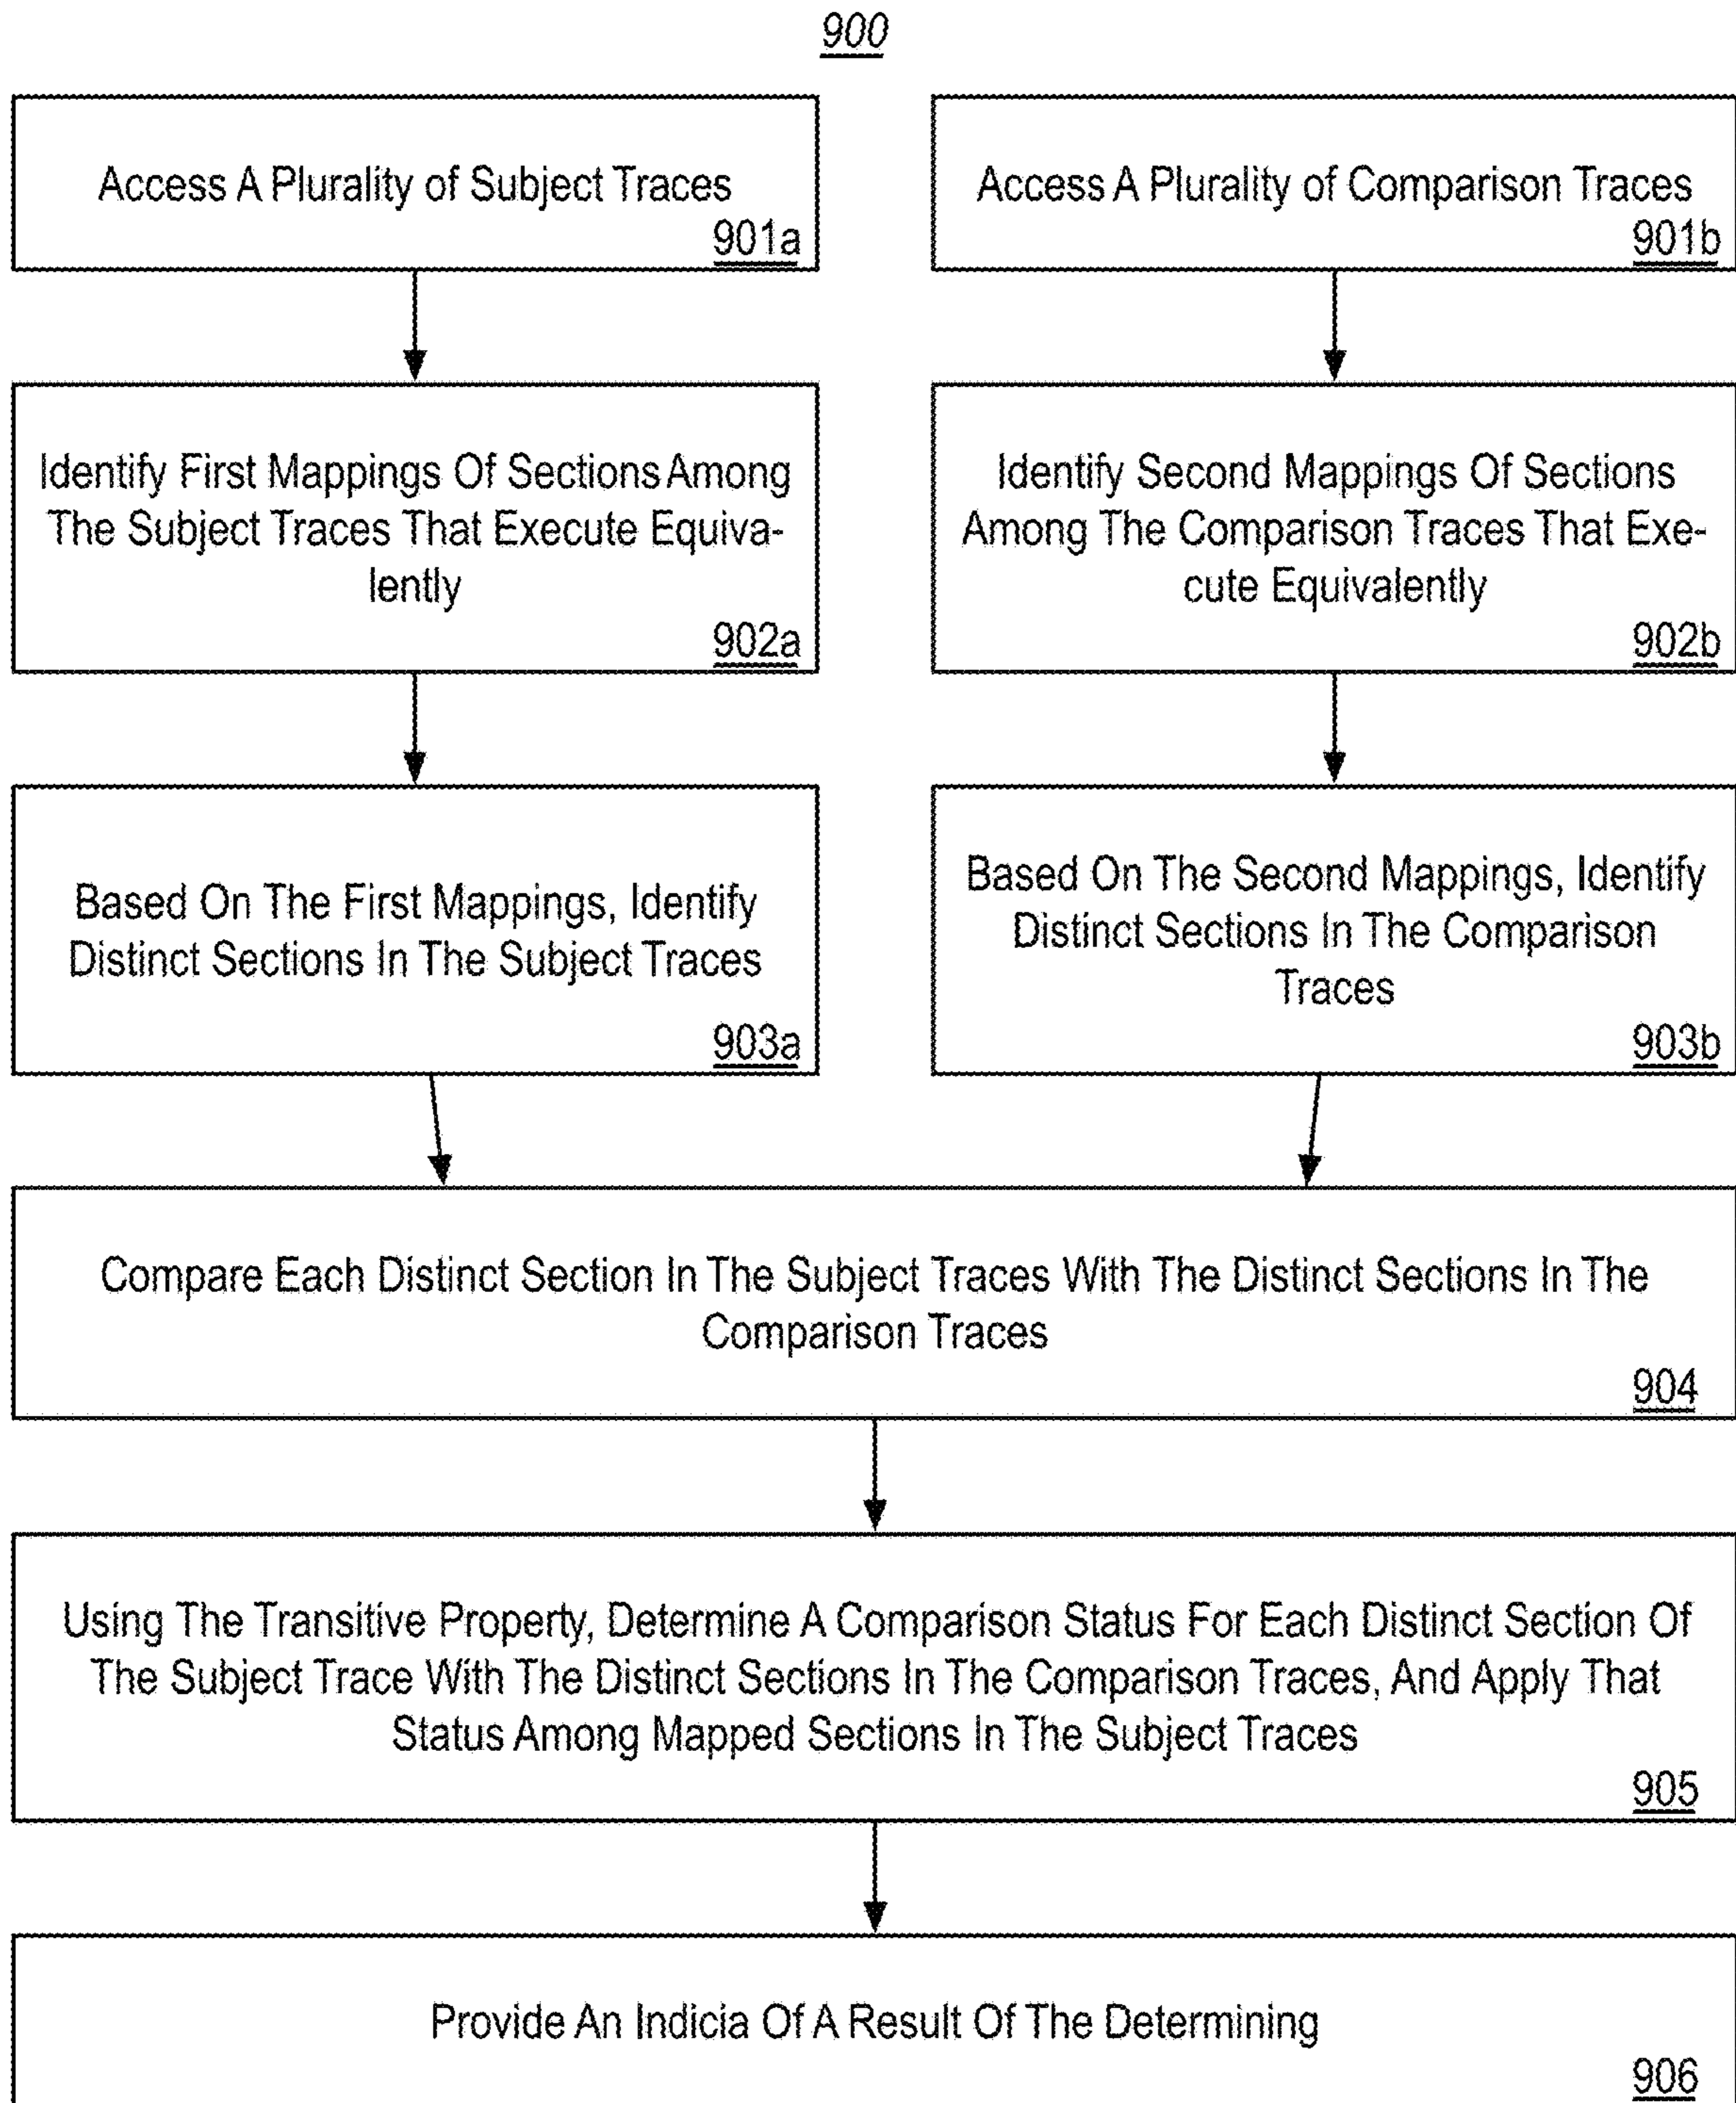 900
Access A Plurality of Subject Traces
901a
Access A Plurality of Comparison Traces
901b
Identify First Mappings Of Sections Among
The Subject Traces That Execute Equiva-
lently
902a
Identify Second Mappings Of Sections
Among The Comparison Traces That Exe-
cute Equivalently
902b
Based On The First Mappings, Identify
Distinct Sections In The Subject Traces
903a
Based On The Second Mappings, Identify
Distinct Sections In The Comparison
Traces
903b
Compare Each Distinct Section In The Subject Traces With The Distinct Sections In The
Comparison Traces
904
Using The Transitive Property, Determine A Comparison Status For Each Distinct Section Of
The Subject Trace With The Distinct Sections In The Comparison Traces, And Apply That
Status Among Mapped Sections In The Subject Traces
905
Provide An Indicia Of A Result Of The Determining
906